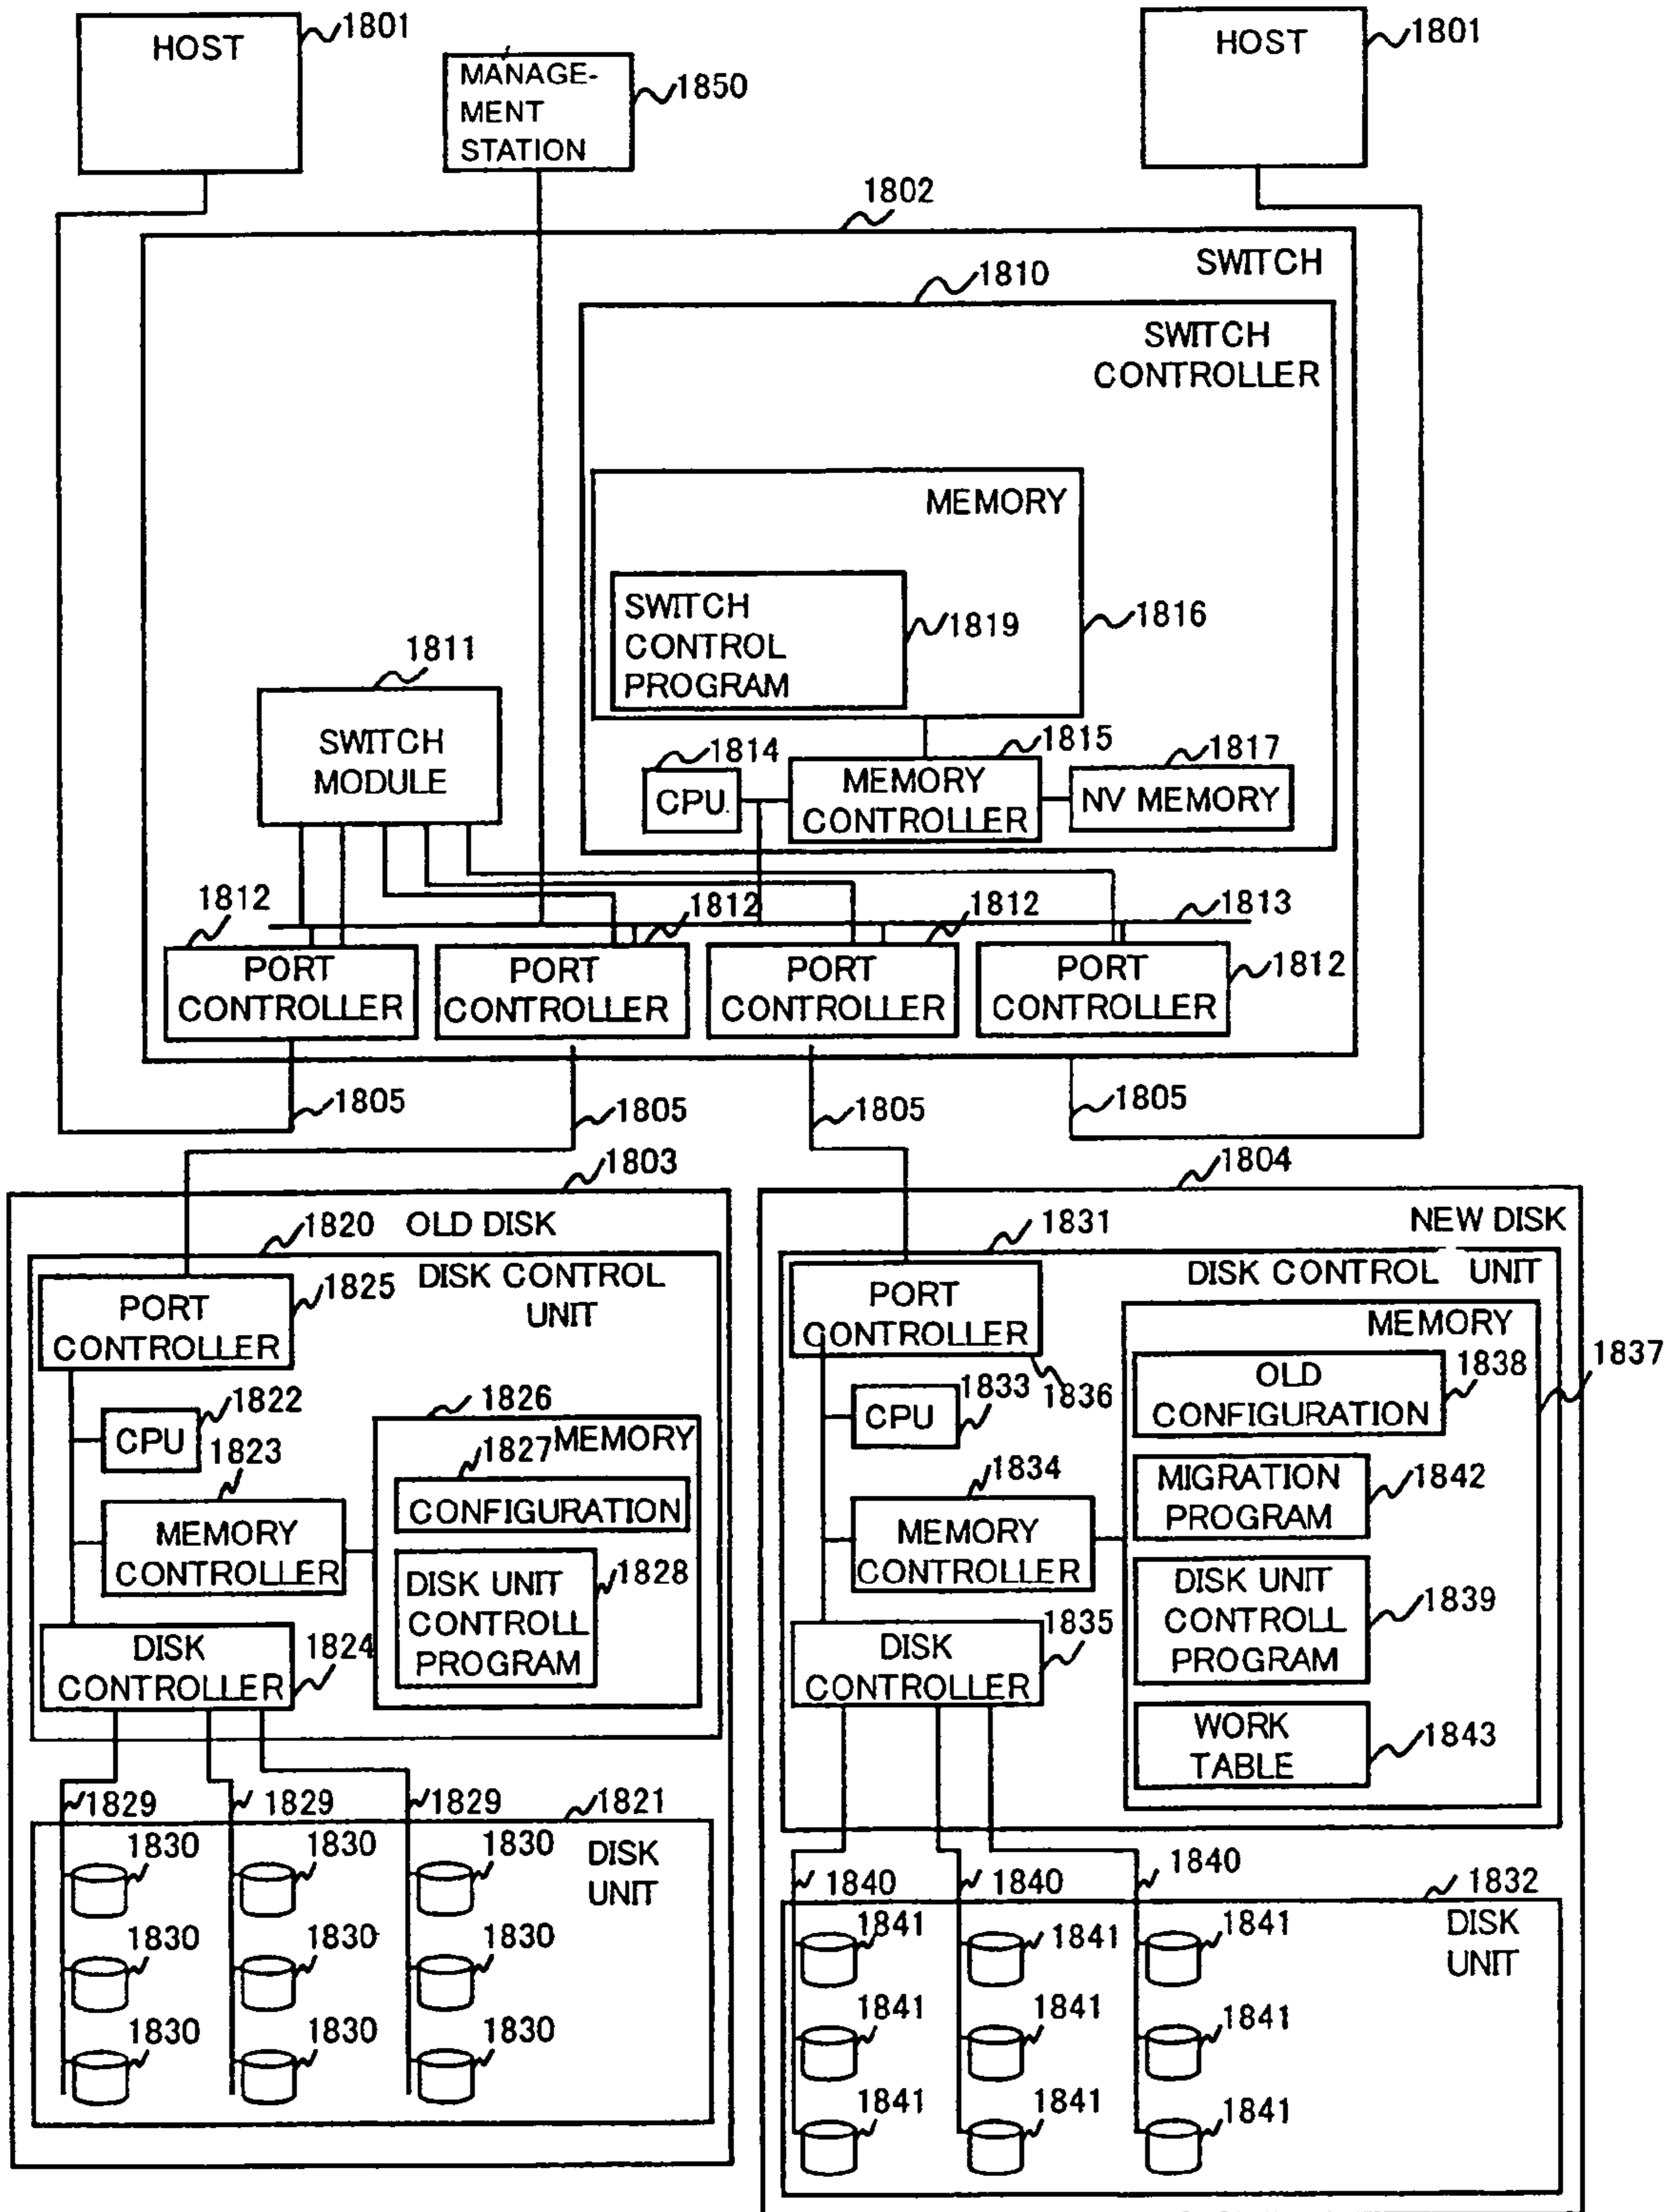 HOST
1801
MANAGE-
MENT
STATION
1850
HOST
1801
1802
SWITCH
1810
SWITCH
CONTROLLER
MEMORY
SWITCH
CONTROL
PROGRAM
1819
1816
1811
SWITCH
MODULE
1814
CPU
1815
MEMORY
CONTROLLER
1817
NV MEMORY
1812
1812
1812
1813
PORT
CONTROLLER
PORT
CONTROLLER
PORT
CONTROLLER
PORT
CONTROLLER
1812
1805
1805
1805
1805
1803
OLD DISK
1820
DISK CONTROL
UNIT
PORT
CONTROLLER
1825
CPU
1822
1823
MEMORY
CONTROLLER
1826
MEMORY
1827
CONFIGURATION
DISK UNIT
CONTROLL
PROGRAM
1828
DISK
CONTROLLER
1824
1829
1829
1829
1821
DISK
UNIT
1830
1830
1830
1830
1830
1830
1830
1830
1830
1804
NEW DISK
1831
DISK CONTROL UNIT
PORT
CONTROLLER
1836
CPU
1833
1834
MEMORY
CONTROLLER
MEMORY
1837
OLD
CONFIGURATION
1838
MIGRATION
PROGRAM
1842
DISK UNIT
CONTROLL
PROGRAM
1839
WORK
TABLE
1843
DISK
CONTROLLER
1835
1840
1840
1840
1832
DISK
UNIT
1841
1841
1841
1841
1841
1841
1841
1841
1841